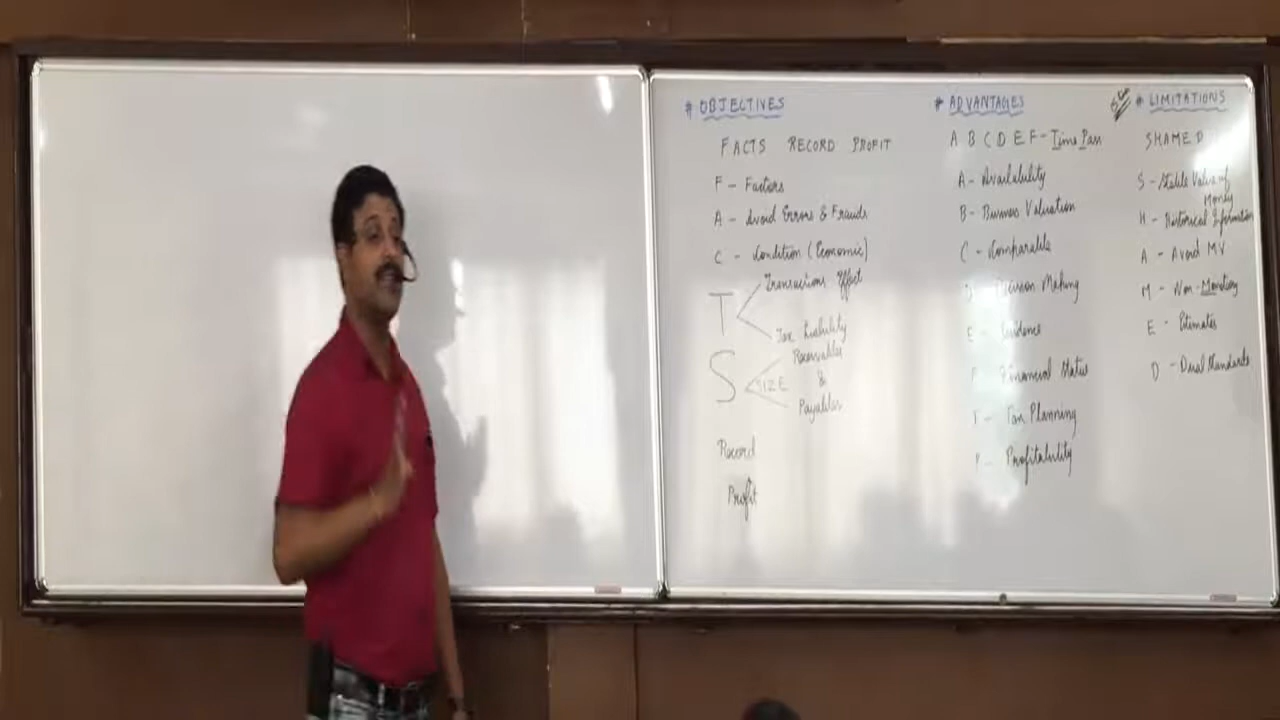 # OBJECTIVES
FACTS RECORD PROFIT
F - Factors
A - Avoid Errors & Frauds
C - Condition (Economic)
T
Transactions Effect
Tax Liability
S
SIZE
Receivables
&
Payables
Record
Profit
# ADVANTAGES
A B C D E F - Time Pass
A - Availability
B - Business Valuation
C - Comparable
D - Decision Making
E - Evidence
F - Financial Status
T - Tax Planning
P - Profitability
# LIMITATIONS
SHAMED
S - Stable Value of
Money
H - Historical Information
A - Avoid MV
M - Non-Monetary
E - Estimates
D - Dual Standards